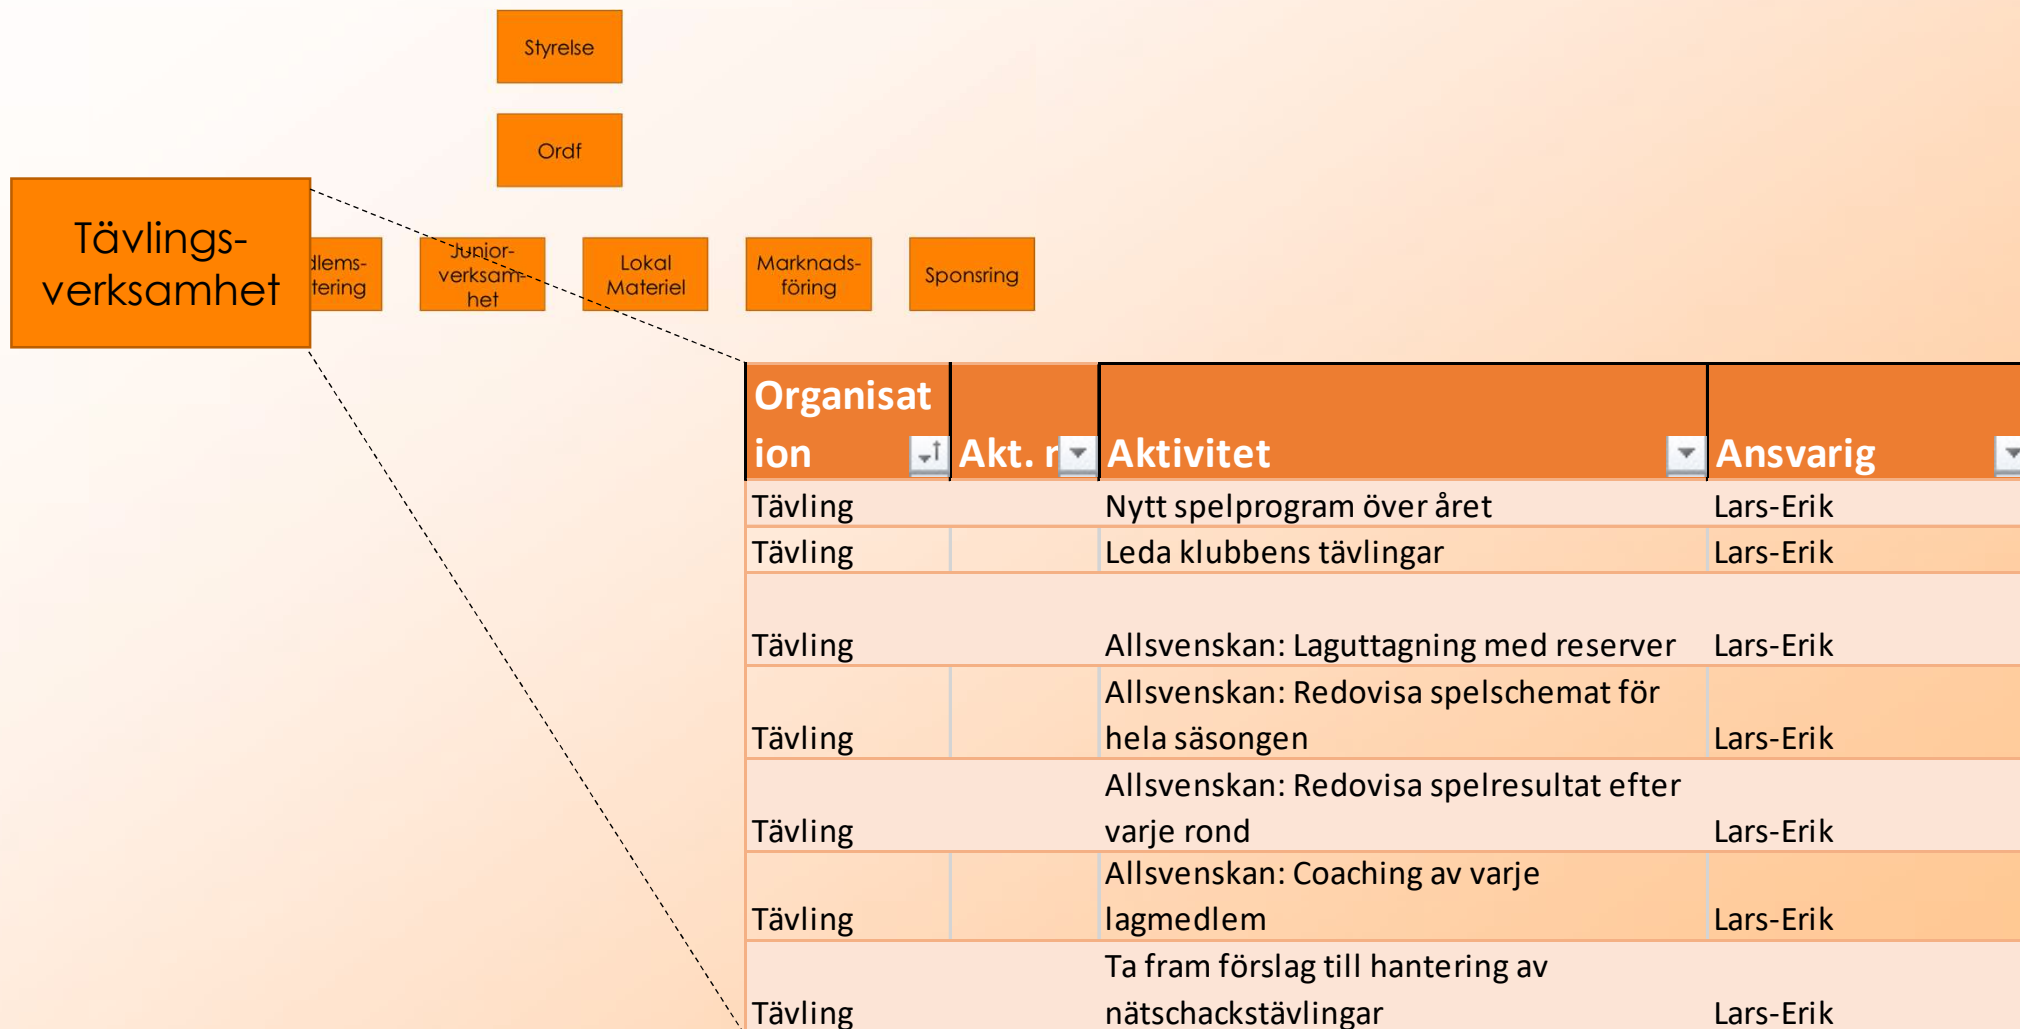 Styrelse
Ordf
Tävlings-
verksamhet
Junior-
verksam-
het
Lokal
Materiel
Marknads-
föring
Sponsring
Organisat
ion
Akt. r
Aktivitet
Ansvarig
Tävling Nytt spelprogram över året Lars-Erik
Tävling Leda klubbens tävlingar Lars-Erik
Tävling Allsvenskan: Laguttagning med reserver Lars-Erik
Allsvenskan: Redovisa spelschemat för
Tävling hela säsongen Lars-Erik
Allsvenskan: Redovisa spelresultat efter
Tävling varje rond Lars-Erik
Allsvenskan: Coaching av varje
Tävling lagmedlem Lars-Erik
Ta fram förslag till hantering av
Tävling nätschackstävlingar Lars-Erik